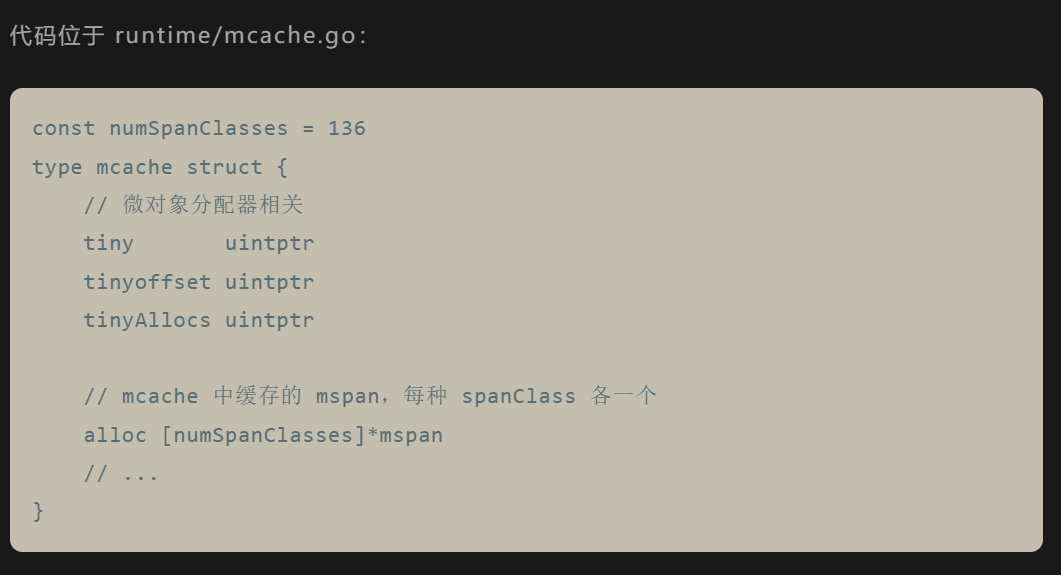 代码位于 runtime/mcache.go：
const numSpanClasses = 136
type mcache struct {
    // 微对象分配器相关
    tiny       uintptr
    tinyoffset uintptr
    tinyAllocs uintptr
    // mcache 中缓存的 mspan，每种 spanClass 各一个
    alloc [numSpanClasses]*mspan
    // ...
}